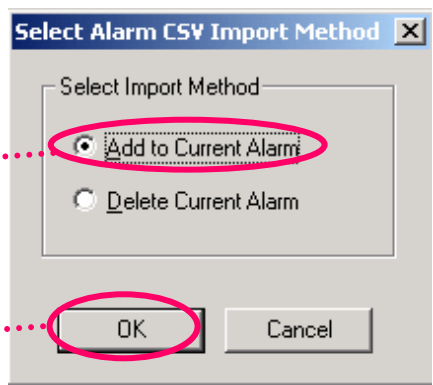 Select Alarm CSV Import Method
Select Import Method
Add to Current Alarm
Delete Current Alarm
OK Cancel